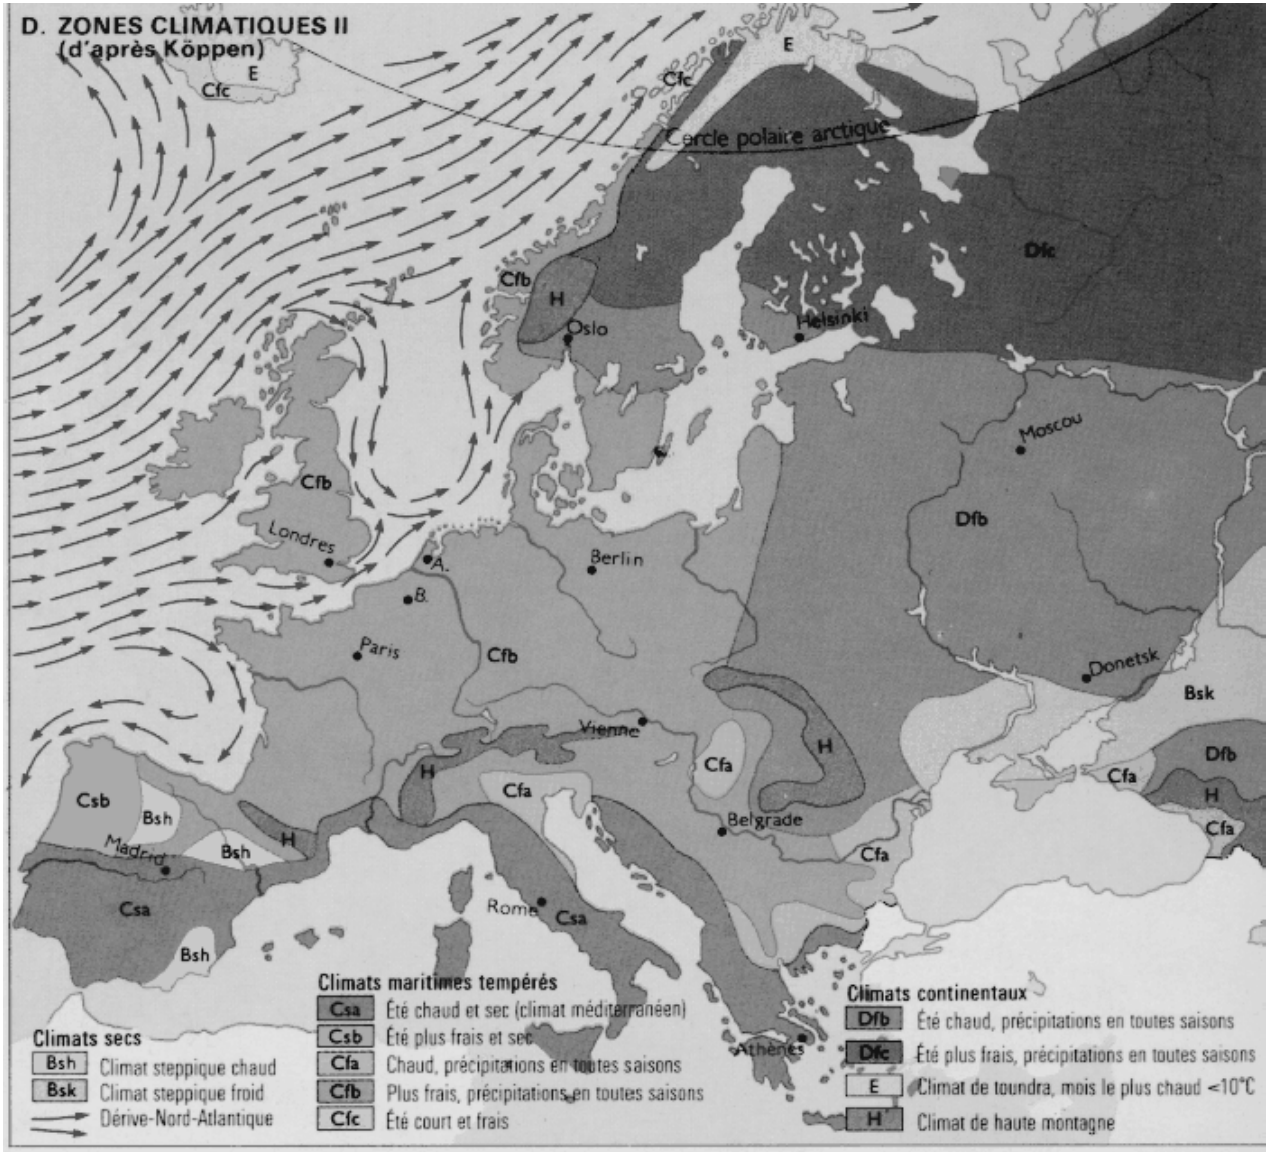 D. ZONES CLIMATIQUES II
(d'après Köppen)
E
Cfc
E
Cfc
Cercle polaire arctique
Dfc
Cfb
H
Oslo
Helsinki
Moscou
Cfb
Dfb
Londres
A.
Berlin
B.
Paris
Cfb
Donetsk
Bsk
Vienne
H
Cfa
H
Dfb
Cfa
H
Cfa
Csb
Bsh
Cfa
Belgrade
H
Bsh
Madrid
Cfa
Csa
Rome
Csa
Bsh
Athènes
Climats secs
Bsh Climat steppique chaud
Bsk Climat steppique froid
Dérive-Nord-Atlantique
Climats maritimes tempérés
Csa Été chaud et sec (climat méditerranéen)
Csb Été plus frais et sec
Cfa Chaud, précipitations en toutes saisons
Cfb Plus frais, précipitations en toutes saisons
Cfc Été court et frais
Climats continentaux
Dfb Été chaud, précipitations en toutes saisons
Dfc Été plus frais, précipitations en toutes saisons
E Climat de toundra, mois le plus chaud <10°C
H Climat de haute montagne